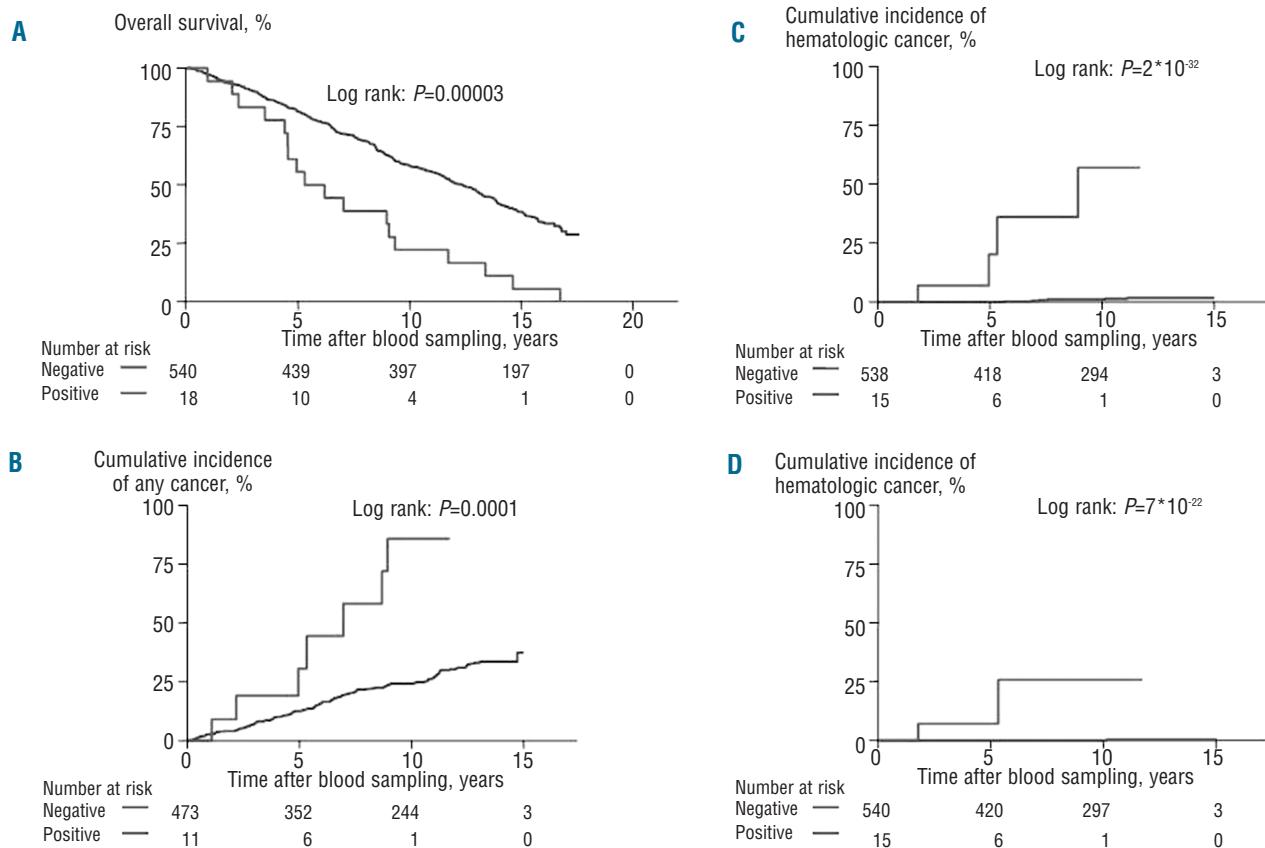 A
Overall survival, %
Log rank: P=0.00003
100
75
50
25
0
0 5 10 15 20
Time after blood sampling, years
Number at risk
Negative 540 439 397 197 0
Positive 18 10 4 1 0
B
Cumulative incidence
of any cancer, %
Log rank: P=0.0001
100
75
50
25
0
0 5 10 15
Time after blood sampling, years
Number at risk
Negative 473 352 244 3
Positive 11 6 1 0
C
Cumulative incidence of
hematologic cancer, %
Log rank: P=2*10-32
100
75
50
25
0
0 5 10 15
Time after blood sampling, years
Number at risk
Negative 538 418 294 3
Positive 15 6 1 0
D
Cumulative incidence of
hematologic cancer, %
Log rank: P=7*10-22
100
75
50
25
0
0 5 10 15
Time after blood sampling, years
Number at risk
Negative 540 420 297 3
Positive 15 6 1 0